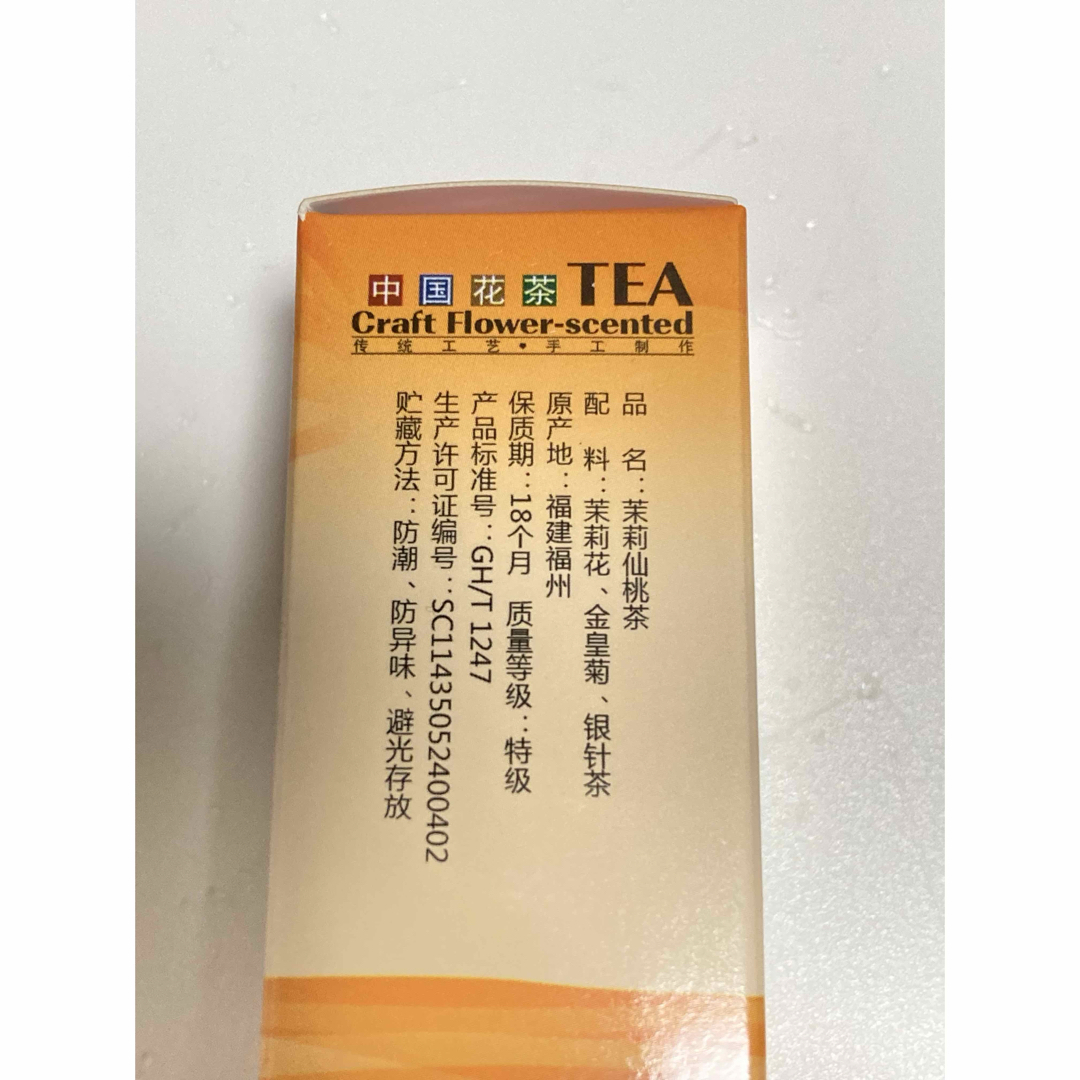 中国花茶 TEA
Craft Flower-scented
传统工艺•手工制作
品 名：茉莉仙桃茶
配 料：茉莉花、金皇菊、银针茶
原产地：福建福州
保质期：18个月 质量等级：特级
产品标准号：GH/T 1247
生产许可证编号：SC11435052400402
贮藏方法：防潮、防异味、避光存放